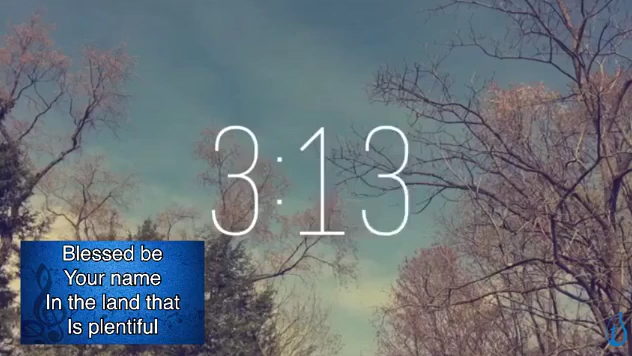 3:13
Blessed be
Your name
In the land that
Is plentiful